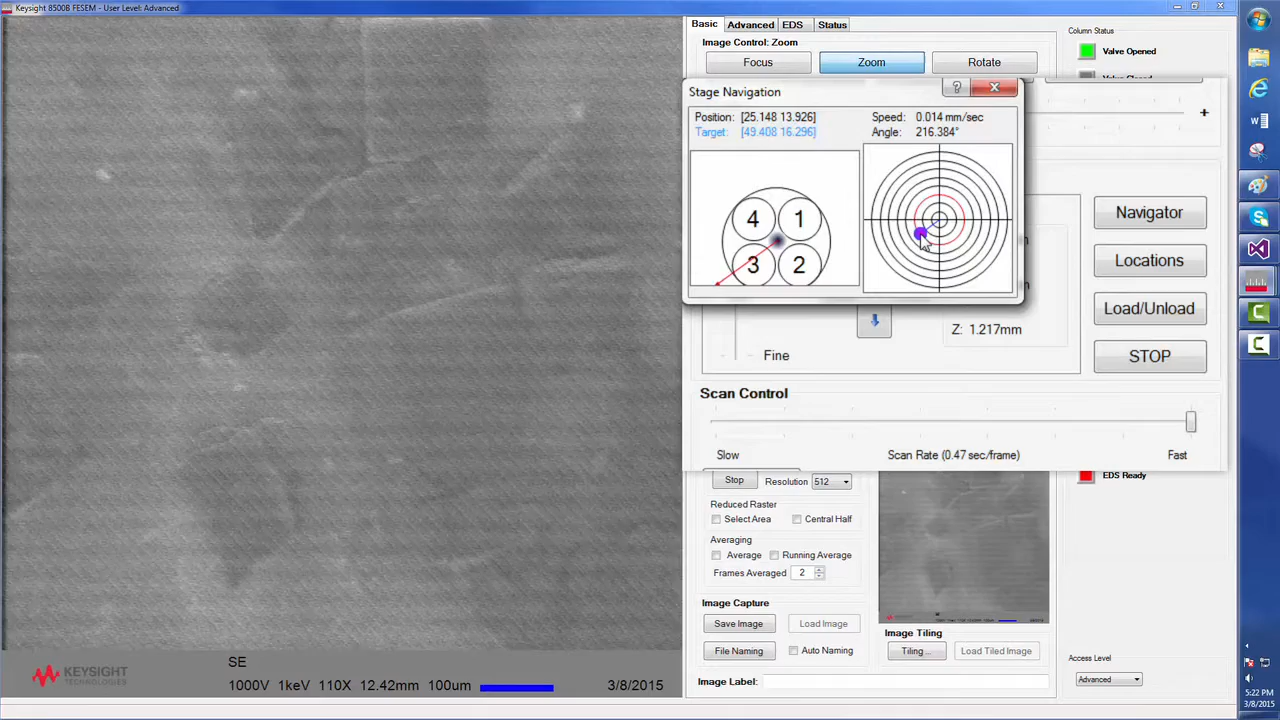 Keysight 8500B FESEM - User Level: Advanced
Basic Advanced EDS Status
Image Control: Zoom
Focus Zoom Rotate
Column Status
Valve Opened
Stage Navigation
?
Position: [25.148 13.926]
Target: [49.408 16.296]
Speed: 0.014 mm/sec
Angle: 216.384°
4 1
3 2
+
Navigator
Locations
Load/Unload
STOP
Z: 1.217mm
Fine
Scan Control
Slow Scan Rate (0.47 sec/frame) Fast
Stop Resolution 512
EDS Ready
Reduced Raster
Select Area Central Half
Averaging
Average Running Average
Frames Averaged 2
Image Capture
Save Image Load Image
File Naming Auto Naming
Image Tiling
Tiling ... Load Tiled Image
Image Label:
Access Level
Advanced
KEYSIGHT
TECHNOLOGIES
SE
1000V 1keV 110X 12.42mm 100um 3/8/2015
5:22 PM
3/8/2015